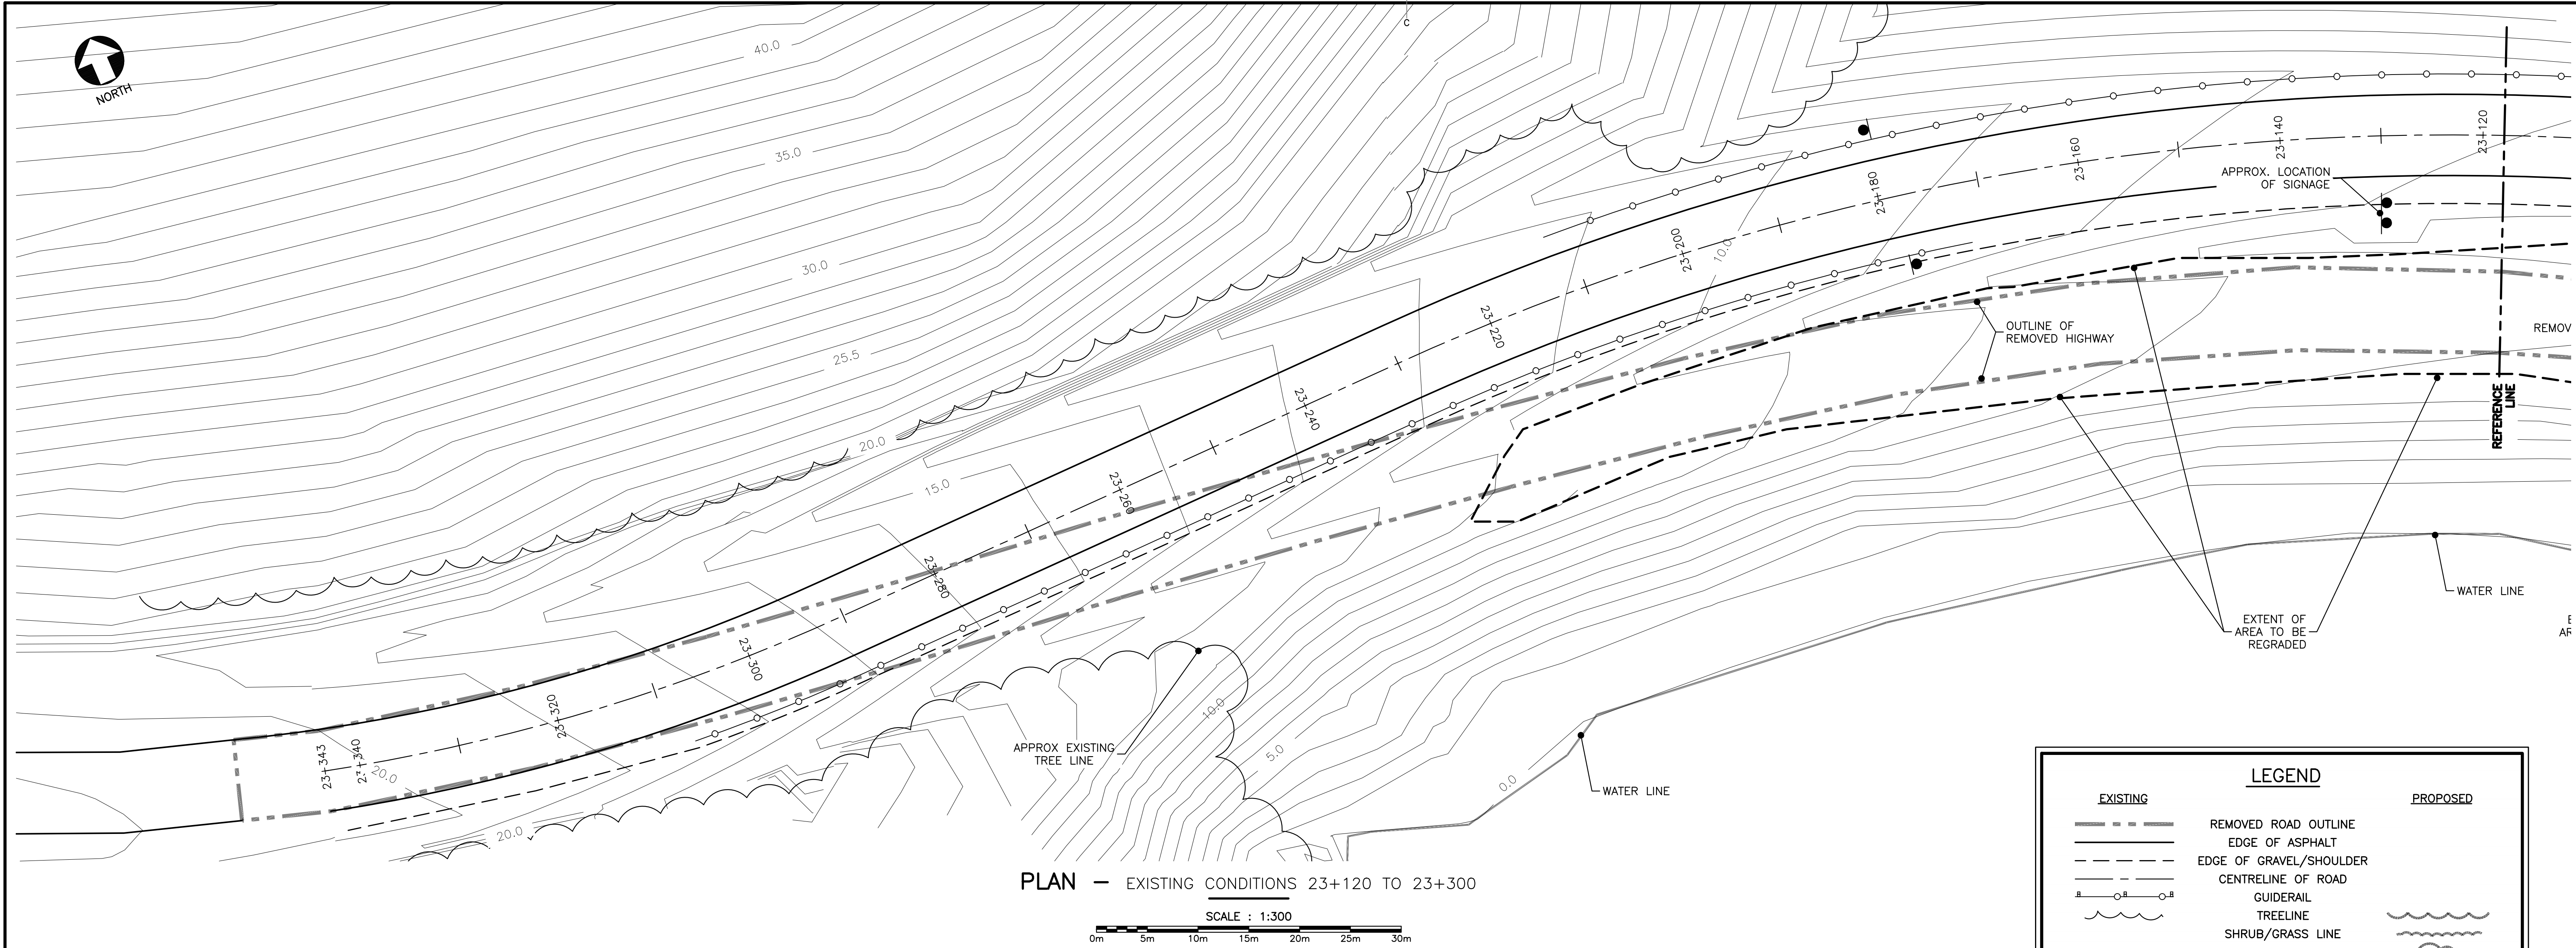 C
NORTH
40.0
35.0
30.0
25.5
20.0
15.0
10.0
23+120
23+140
23+160
23+180
23+200
23+220
23+240
23+260
23+280
23+300
23+320
23+340
23+343
20.0
20.0
APPROX. LOCATION
OF SIGNAGE
OUTLINE OF
REMOVED HIGHWAY
REMOV
REFERENCE
LINE
WATER LINE
EXTENT OF
AREA TO BE
REGRADED
E
AR
APPROX EXISTING
TREE LINE
10.0
5.0
0.0
WATER LINE
PLAN – EXISTING CONDITIONS 23+120 TO 23+300
SCALE : 1:300
0m 5m 10m 15m 20m 25m 30m
LEGEND
EXISTING PROPOSED
REMOVED ROAD OUTLINE
EDGE OF ASPHALT
EDGE OF GRAVEL/SHOULDER
CENTRELINE OF ROAD
GUIDERAIL
TREELINE
SHRUB/GRASS LINE